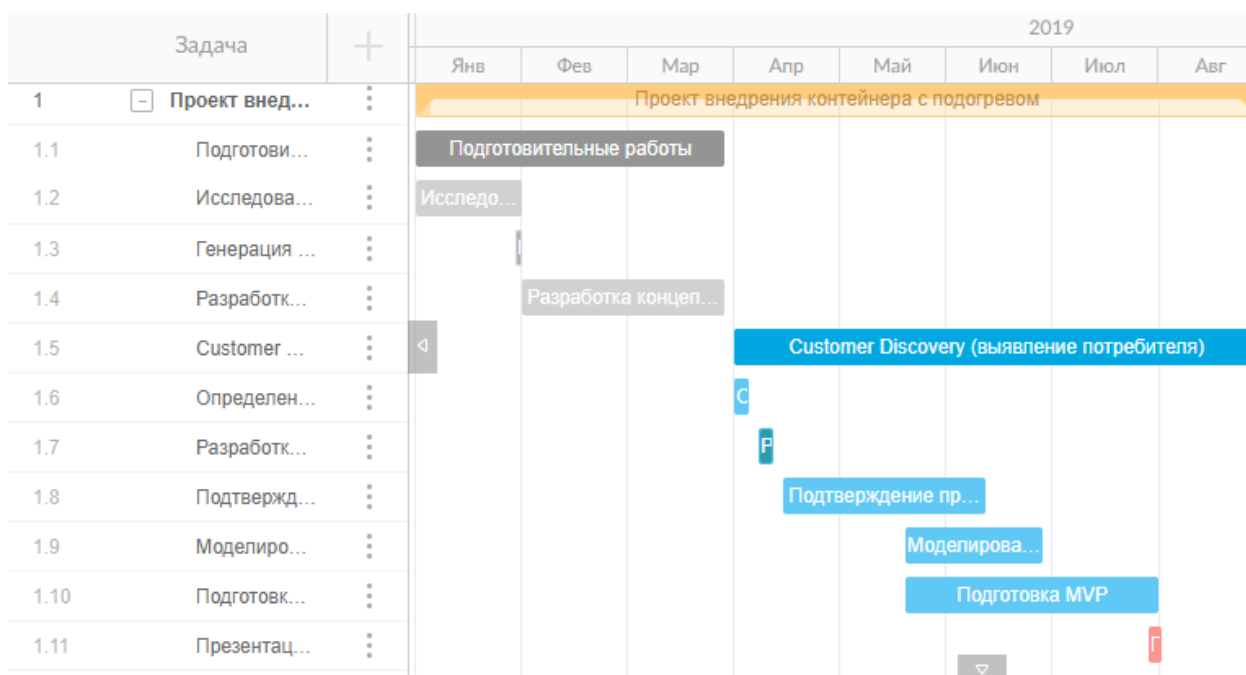 2019
Задача
Янв Фев Мар Апр Май Июн Июл Авг
1 Проект внед... Проект внедрения контейнера с подогревом
1.1 Подготови... Подготовительные работы
1.2 Исследова... Исследо...
1.3 Генерация ...
1.4 Разработк... Разработка концеп...
1.5 Customer ... Customer Discovery (выявление потребителя)
1.6 Определен... О
1.7 Разработк... Р
1.8 Подтвержд... Подтверждение пр...
1.9 Моделиро... Моделирова...
1.10 Подготовк... Подготовка MVP
1.11 Презентац... П